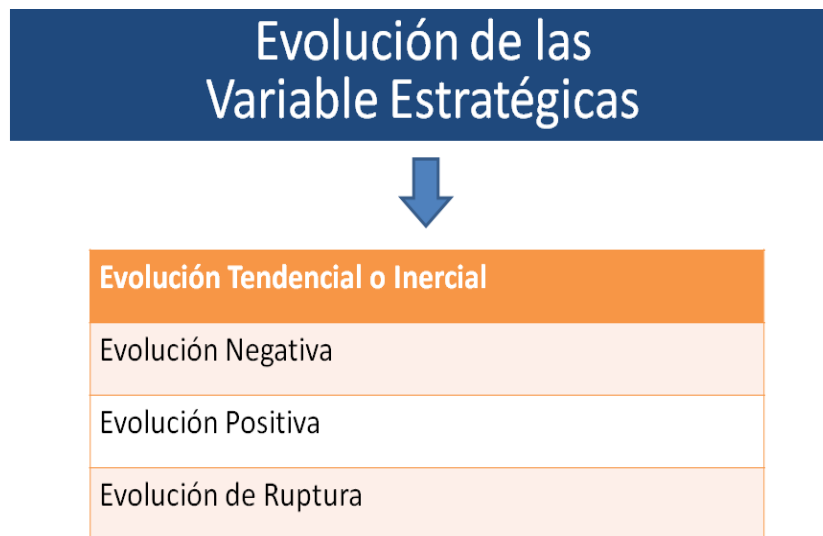 Evolución de las
Variable Estratégicas
Evolución Tendencial o Inercial
Evolución Negativa
Evolución Positiva
Evolución de Ruptura